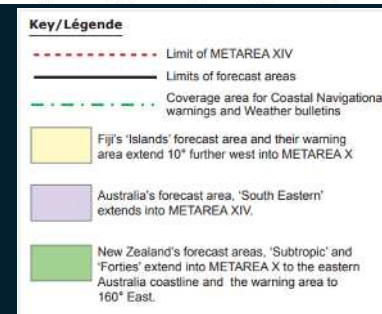 Key/Légende
Limit of METAREA XIV
Limits of forecast areas
Coverage area for Coastal Navigational
warnings and Weather bulletins
Fiji's 'Islands' forecast area and their warning
area extend 10° further west into METAREA X
Australia's forecast area, 'South Eastern'
extends into METAREA XIV.
New Zealand's forecast areas, 'Subtropic' and
'Forties' extend into METAREA X to the eastern
Australia coastline and the warning area to
160° East.